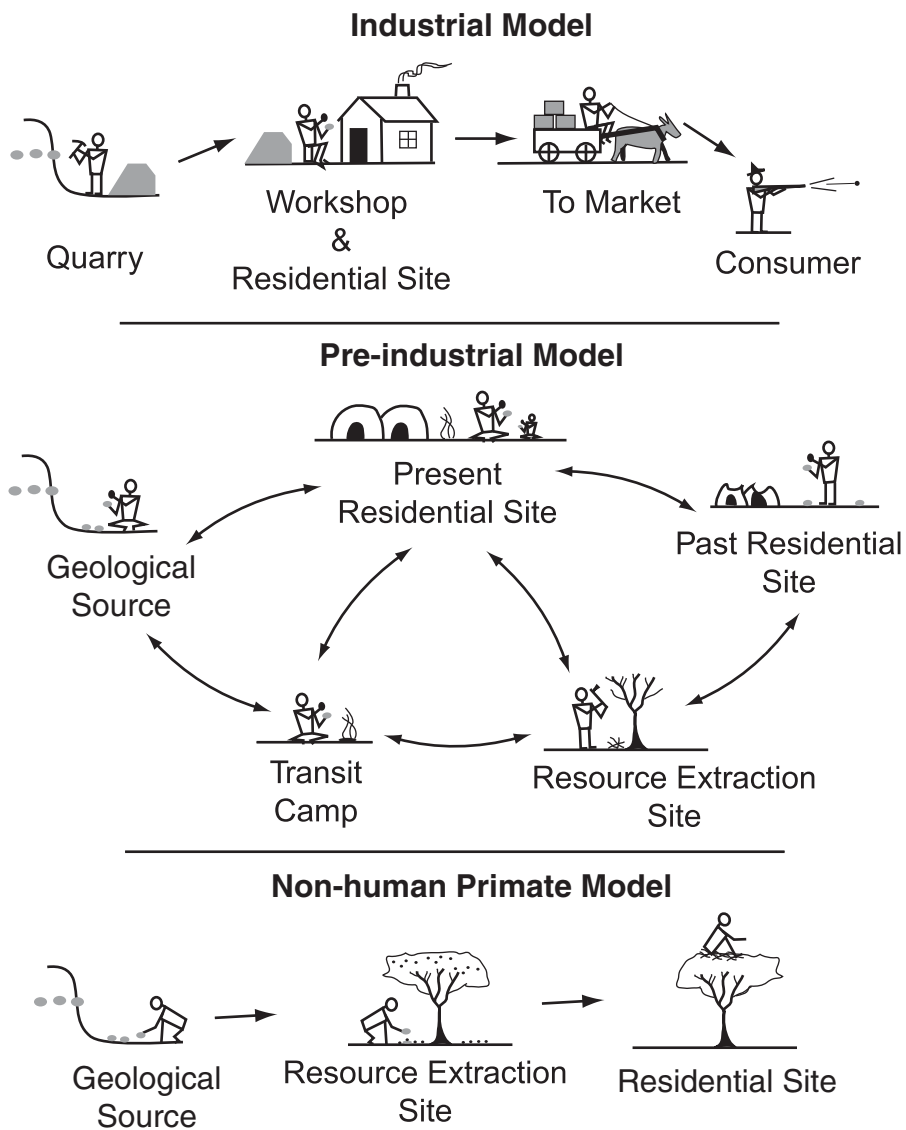 Industrial Model
Quarry
Workshop
&
Residential Site
To Market
Consumer
Pre-industrial Model
Geological
Source
Present
Residential Site
Past Residential
Site
Transit
Camp
Resource Extraction
Site
Non-human Primate Model
Geological
Source
Resource Extraction
Site
Residential Site